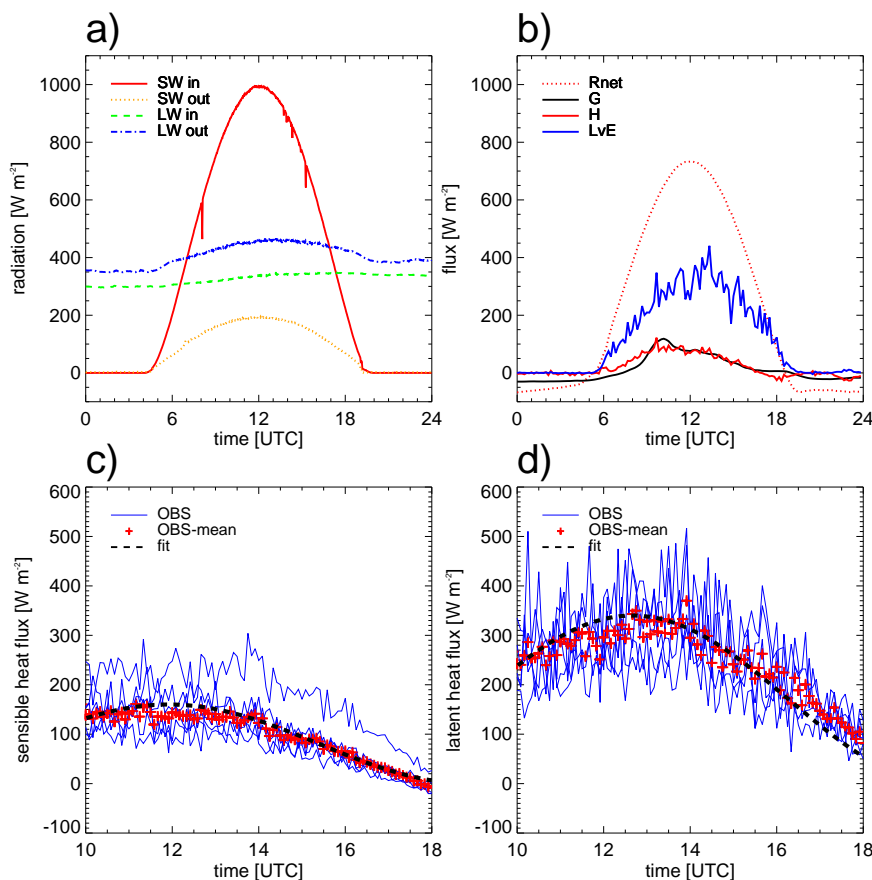 a)
SW in
SW out
LW in
LW out
radiation [W m-2]
1000
800
600
400
200
0
0 6 12 18 24
time [UTC]
b)
Rnet
G
H
LvE
flux [W m-2]
1000
800
600
400
200
0
0 6 12 18 24
time [UTC]
c)
OBS
OBS-mean
fit
sensible heat flux [W m-2]
600
500
400
300
200
100
0
-100
10 12 14 16 18
time [UTC]
d)
OBS
OBS-mean
fit
latent heat flux [W m-2]
600
500
400
300
200
100
0
-100
10 12 14 16 18
time [UTC]